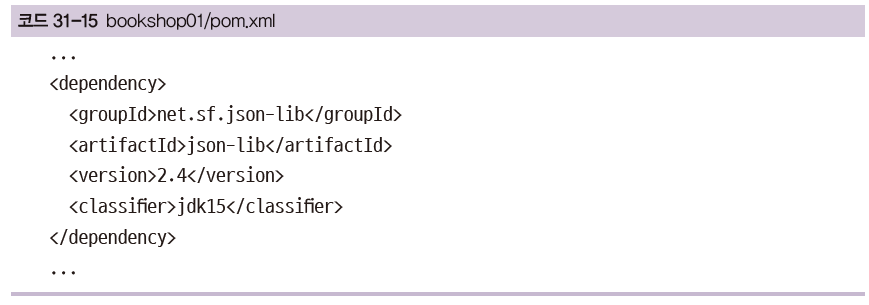 코드 31-15 bookshop01/pom.xml
...
<dependency>
<groupId>net.sf.json-lib</groupId>
<artifactId>json-lib</artifactId>
<version>2.4</version>
<classifier>jdk15</classifier>
</dependency>
...